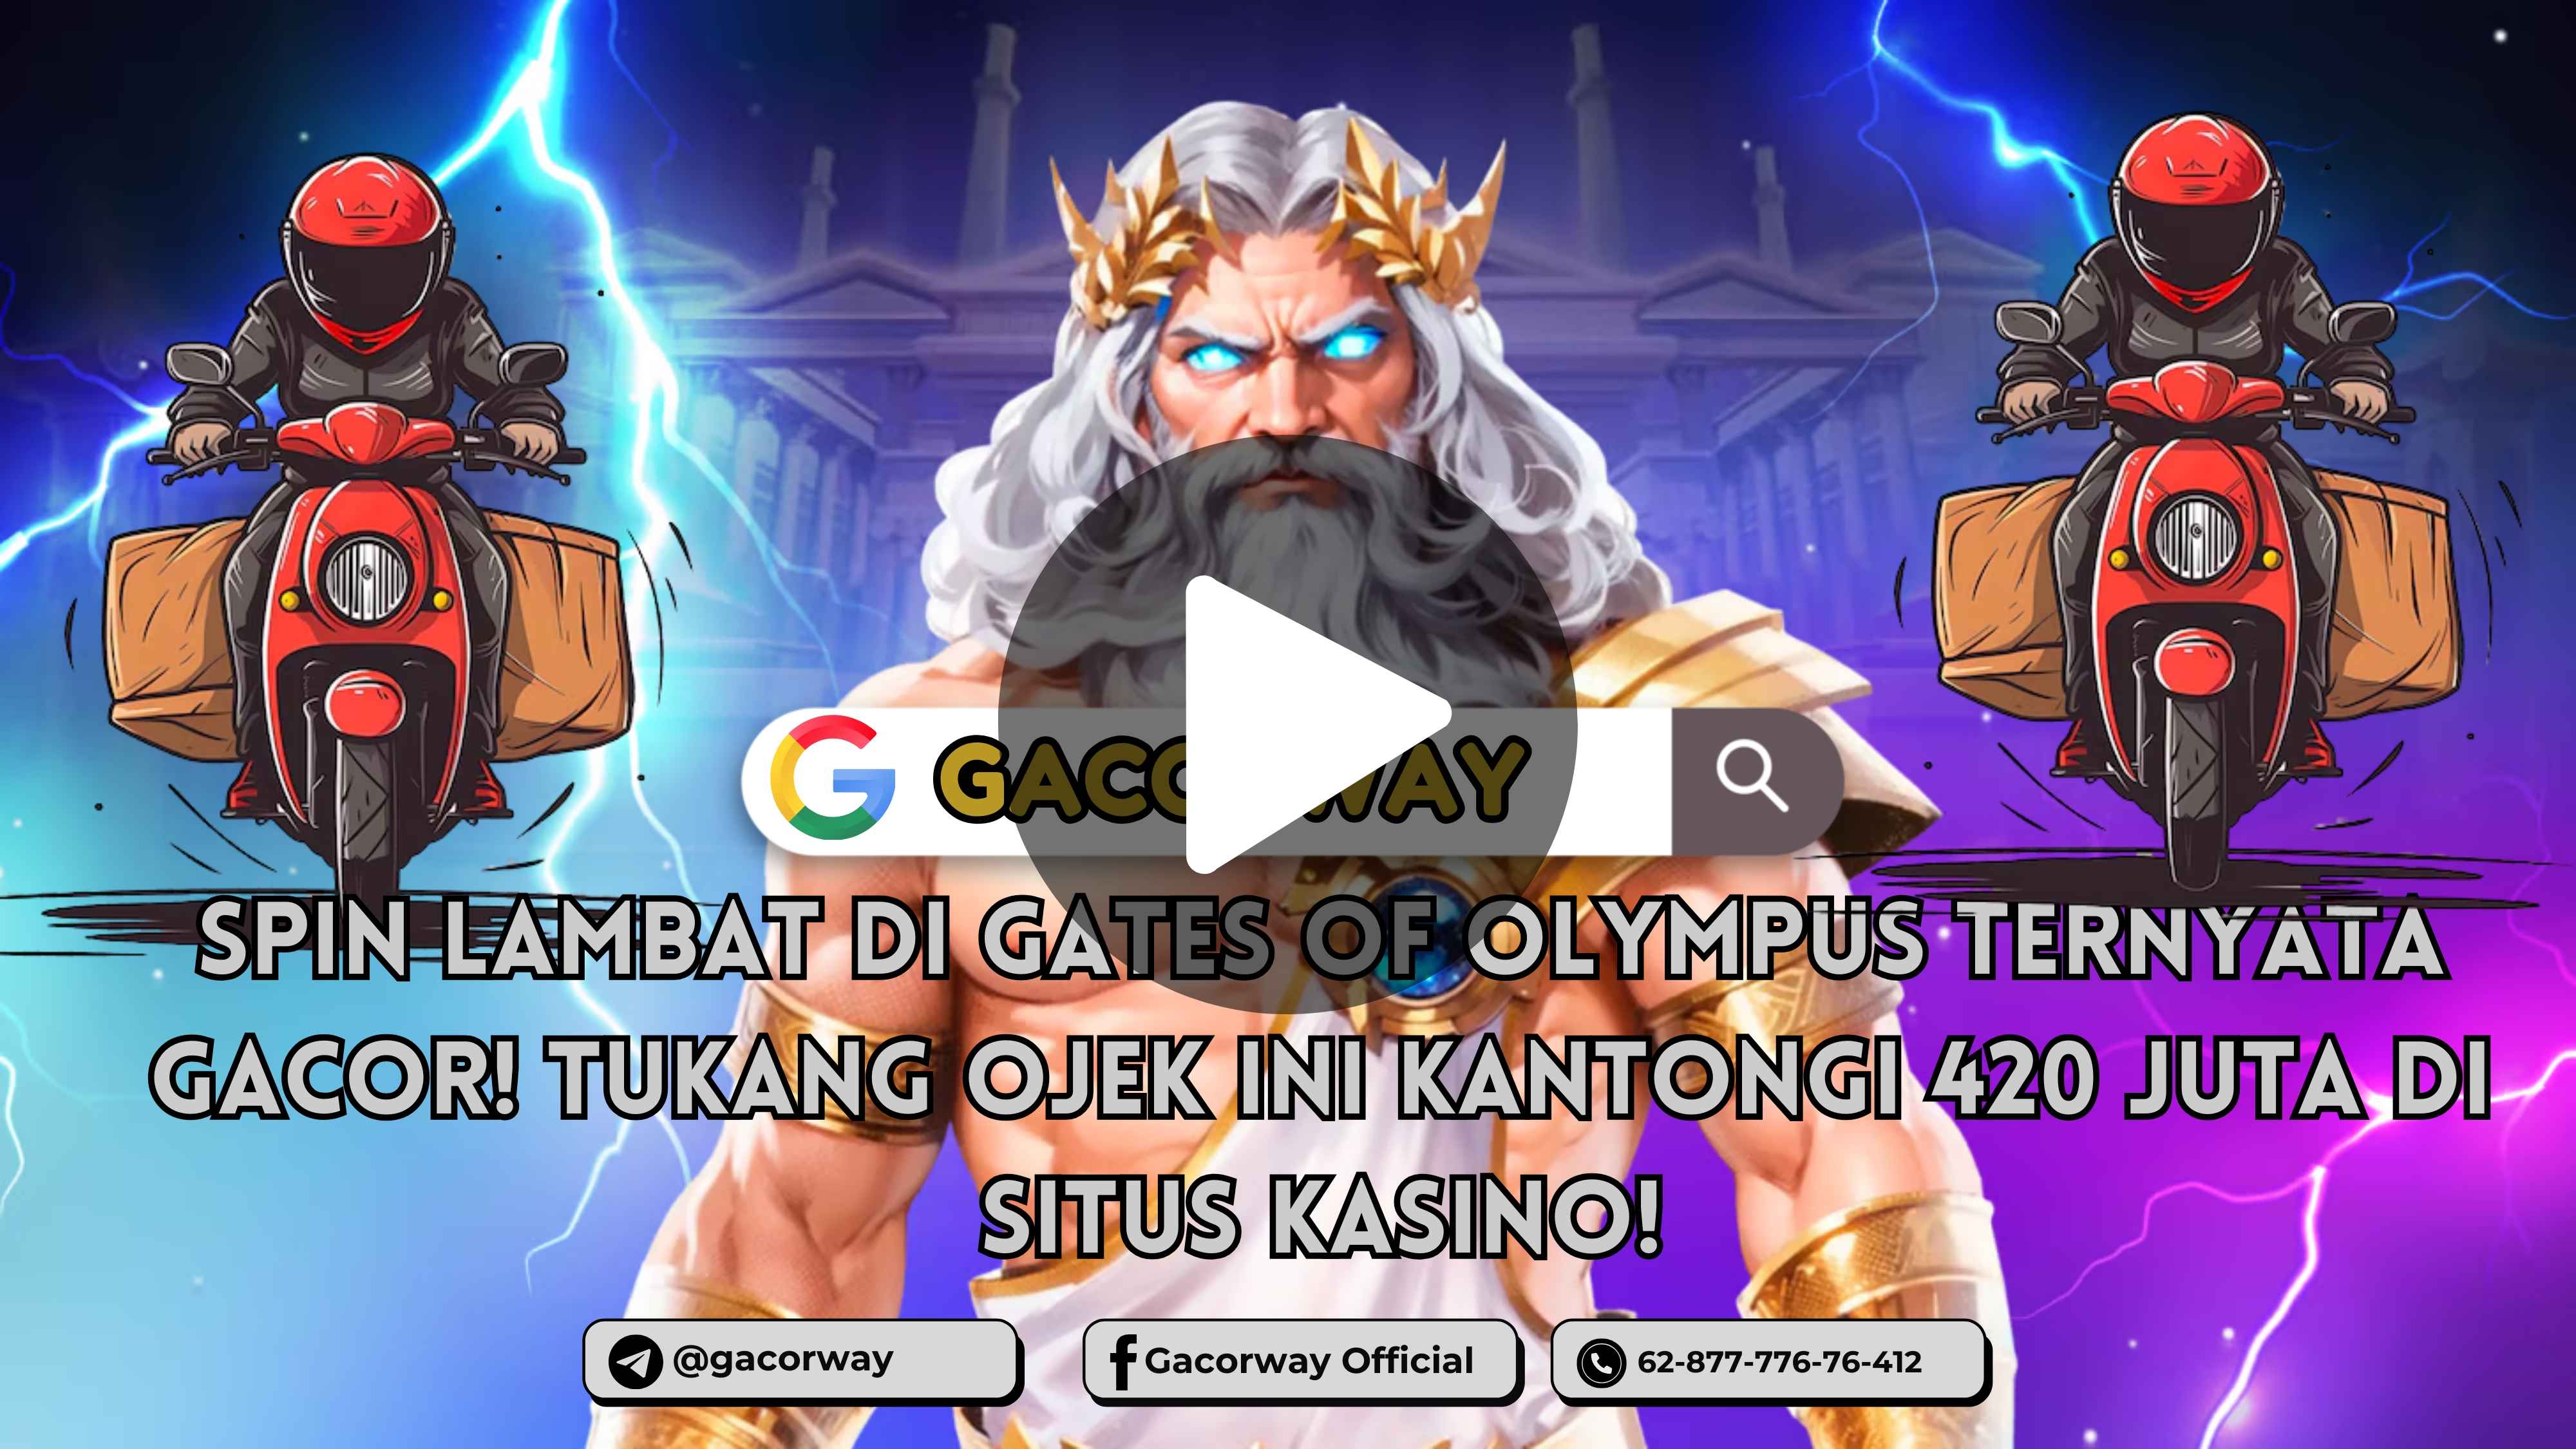 GACORWAY
SPIN LAMBAT DI GATES OF OLYMPUS TERNYATA
GACOR! TUKANG OJEK INI KANTONGI 420 JUTA DI
SITUS KASINO!
@gacorway
Gacorway Official
62-877-776-76-412